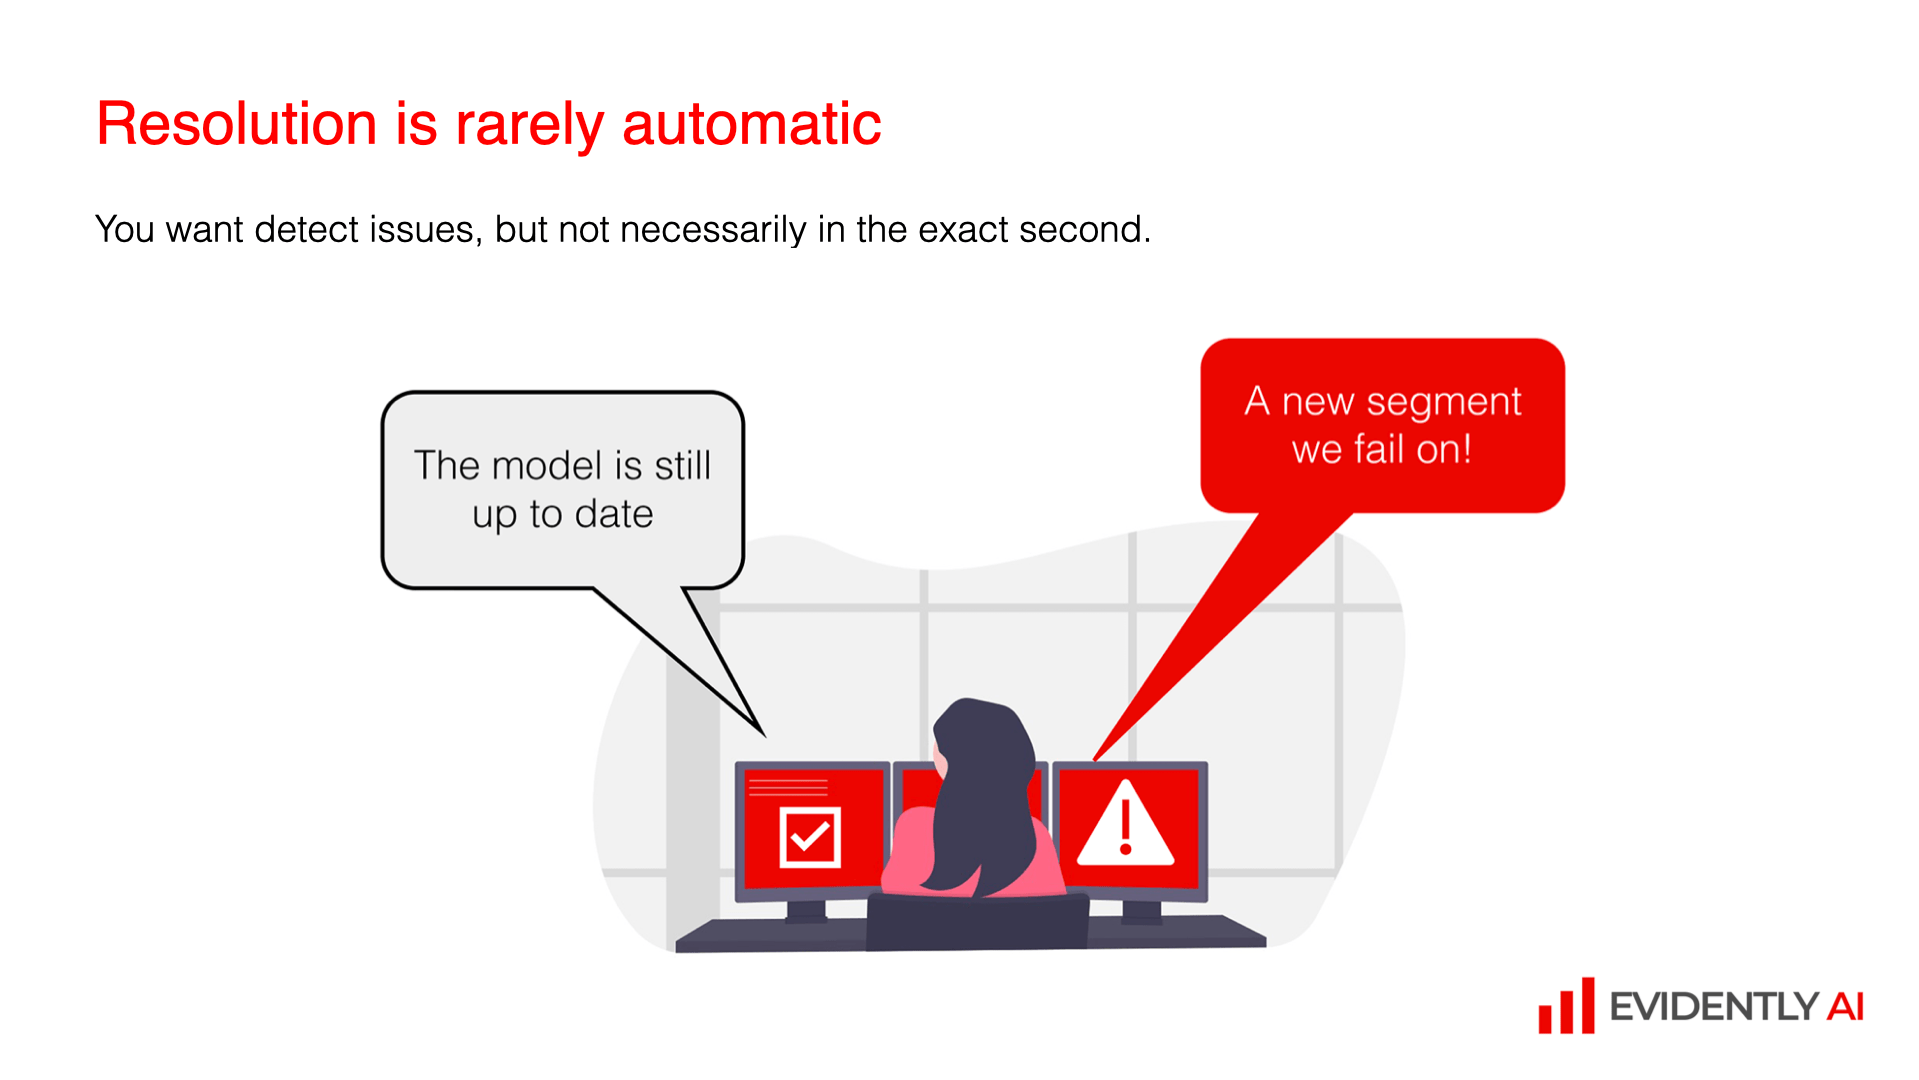 Resolution is rarely automatic
You want detect issues, but not necessarily in the exact second.
The model is still
up to date
A new segment
we fail on!
EVIDENTLY AI